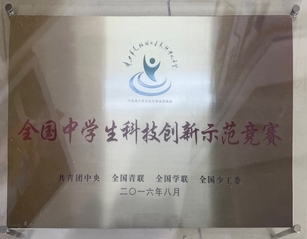 全国中学生科技创新示范竞赛
共青团中央 全国青联 全国学联 全国少工委
二〇一六年八月